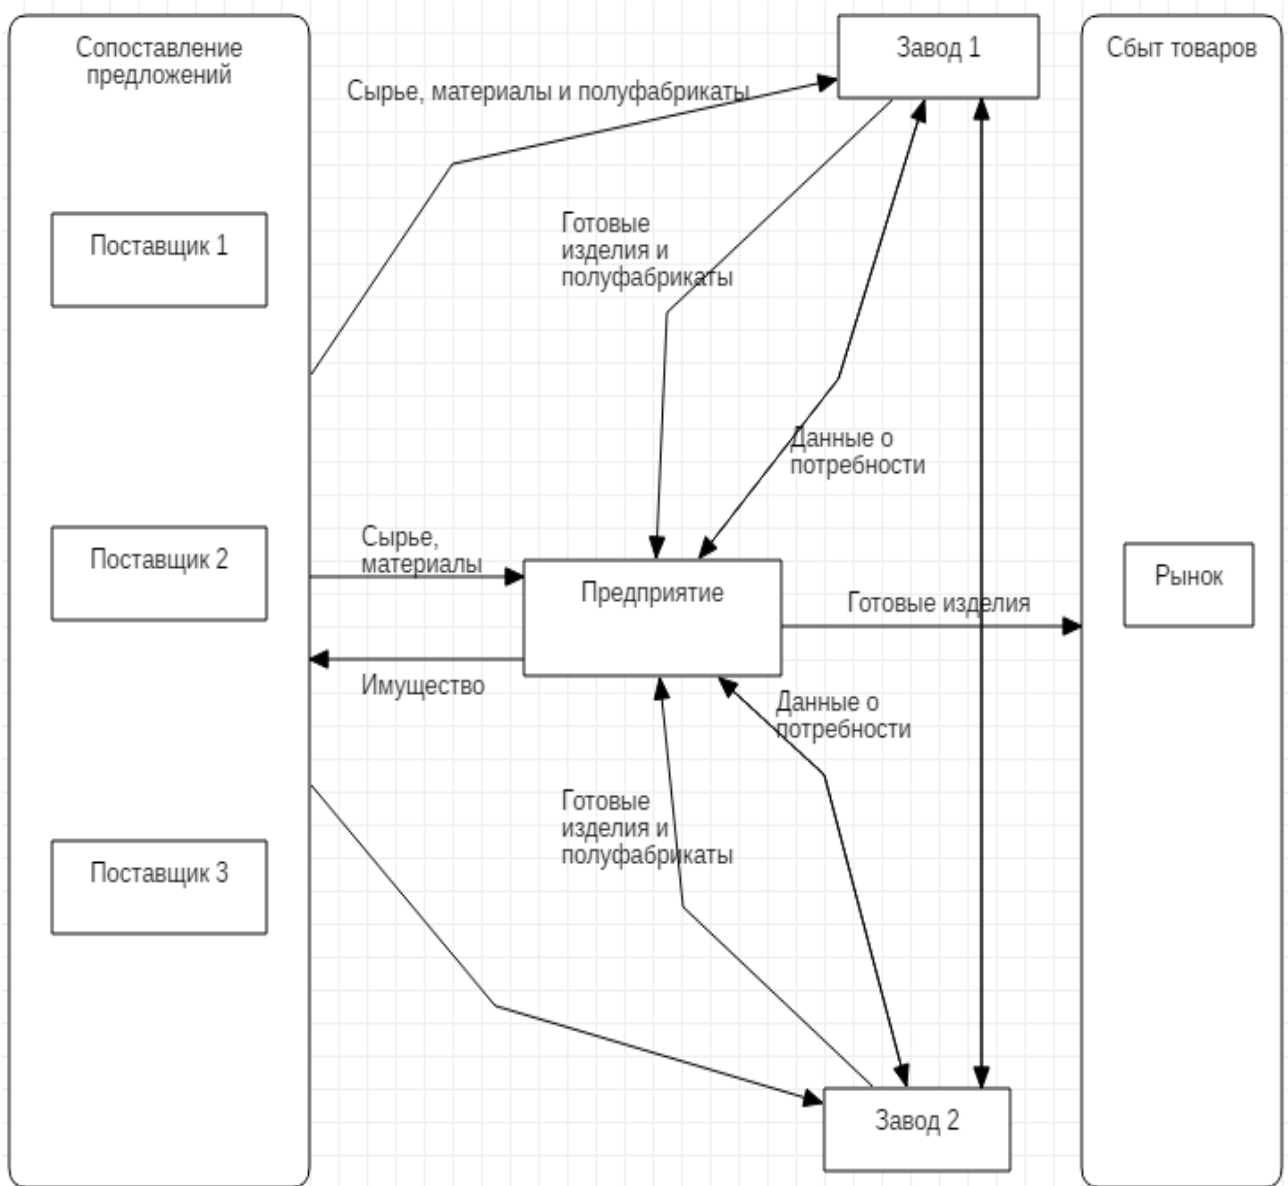 Сопоставление
предложений
Завод 1
Сбыт товаров
Сырье, материалы и полуфабрикаты
Поставщик 1
Готовые
изделия и
полуфабрикаты
Данные о
потребности
Поставщик 2
Сырье,
материалы
Предприятие
Готовые изделия
Рынок
Имущество
Данные о
потребности
Готовые
изделия и
полуфабрикаты
Поставщик 3
Завод 2